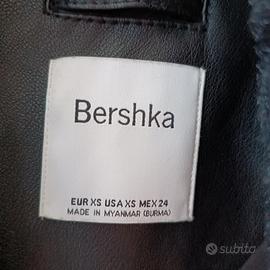 Bershka
EUR XS USA XS MEX 24
MADE IN MYANMAR (BURMA)
subito